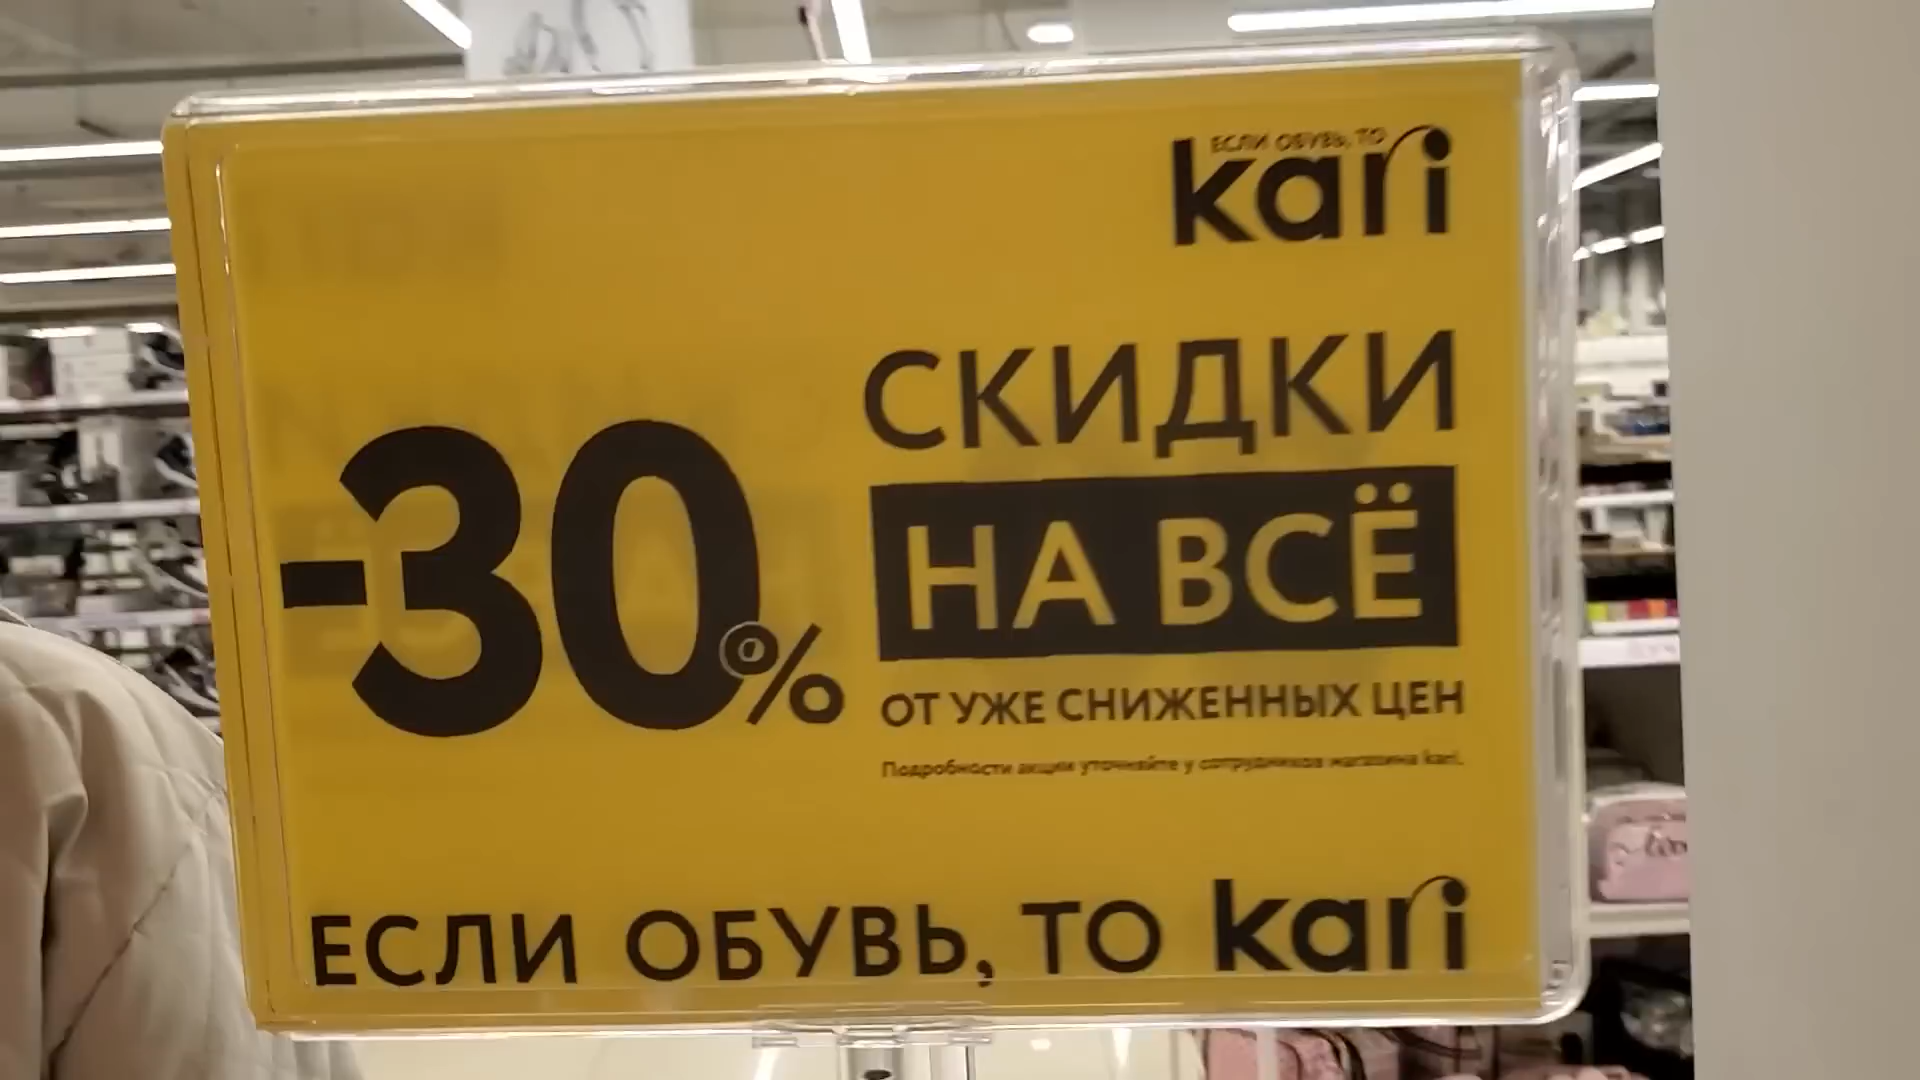 ЕСЛИ ОБУВЬ, ТО
kari
-30%
СКИДКИ
НА ВСЁ
ОТ УЖЕ СНИЖЕННЫХ ЦЕН
Подробности акции уточняйте у сотрудников магазина kari.
ЕСЛИ ОБУВЬ, ТО kari